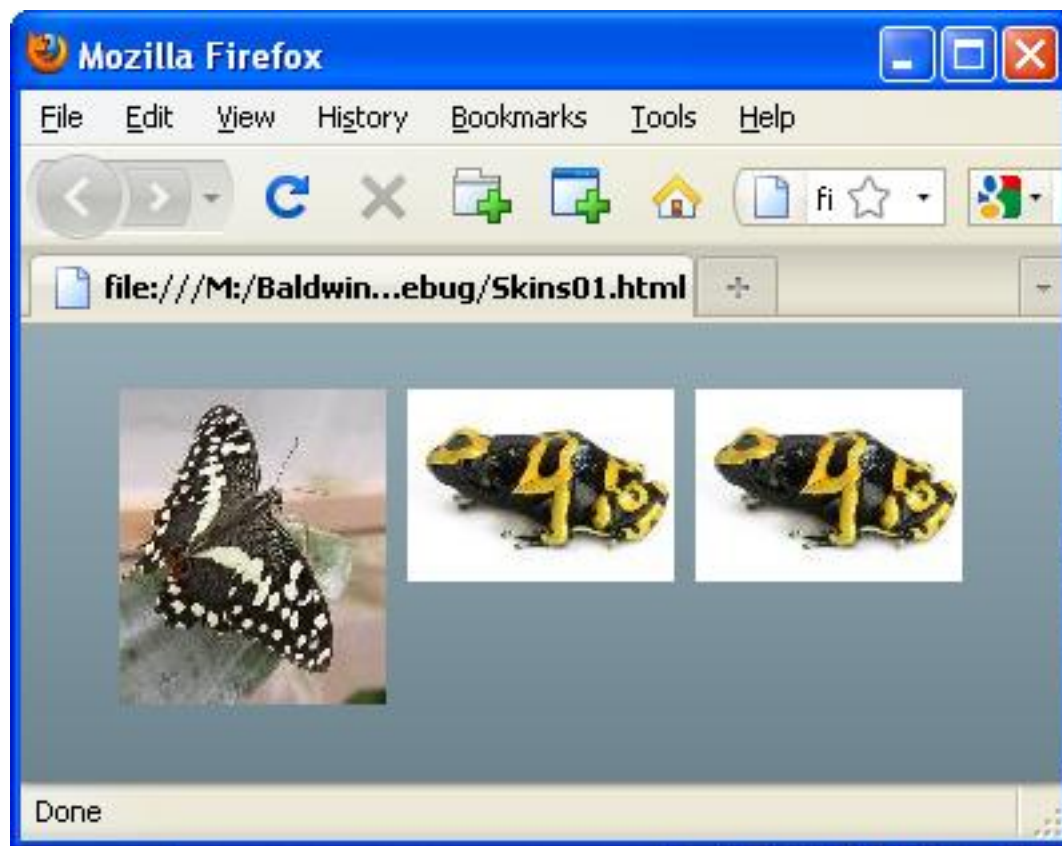 Mozilla Firefox
File Edit View History Bookmarks Tools Help
fi
file:///M:/Baldwin...ebug/Skins01.html
Done